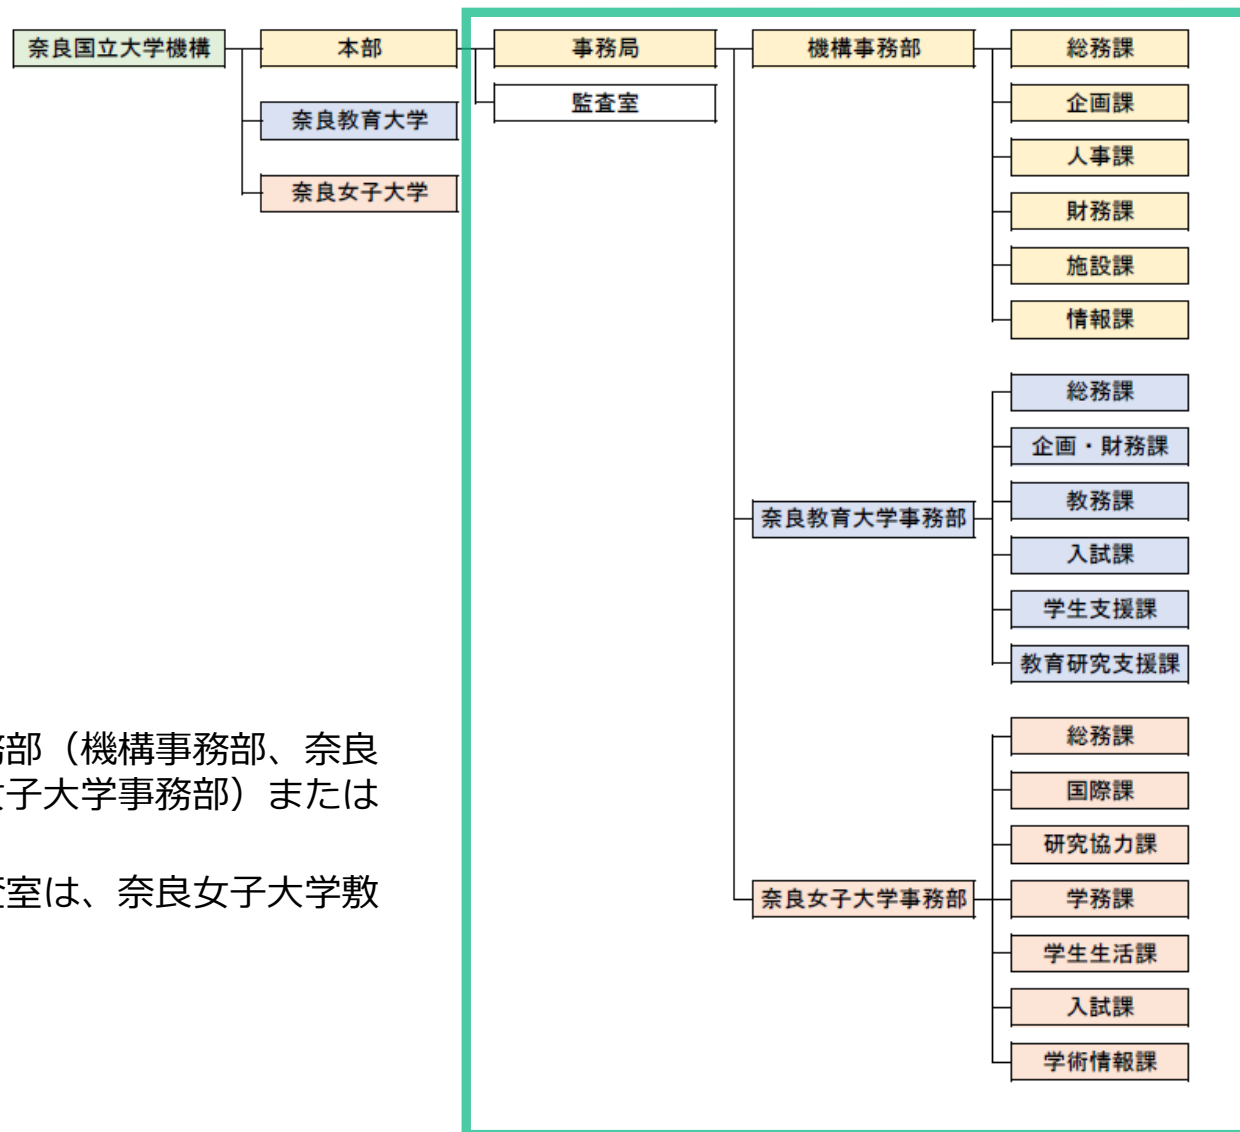 奈良国立大学機構
本部
奈良教育大学
奈良女子大学
事務局
監査室
機構事務部
総務課
企画課
人事課
財務課
施設課
情報課
奈良教育大学事務部
総務課
企画・財務課
教務課
入試課
学生支援課
教育研究支援課
奈良女子大学事務部
総務課
国際課
研究協力課
学務課
学生生活課
入試課
学術情報課
務部（機構事務部、奈良
女子大学事務部）または
査室は、奈良女子大学敷